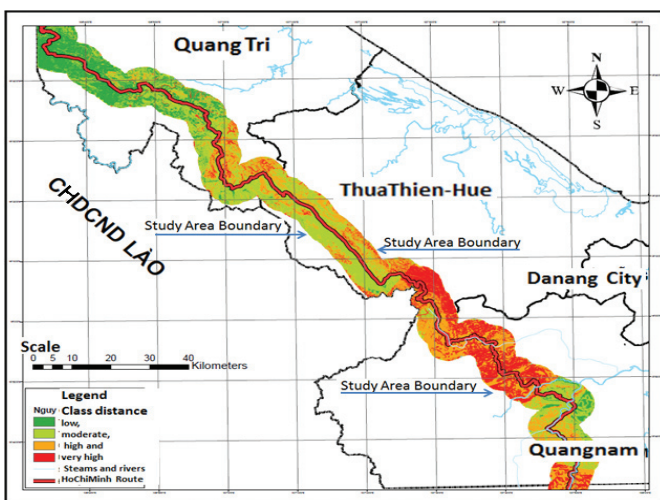 Quang Tri
N
W E
S
ThuaThien-Hue
CHDCND LÀO
Study Area Boundary
Study Area Boundary
Danang City
Scale
0 5 10 20 30 40
Kilometers
Study Area Boundary
Legend
Nguy Class distance
low,
moderate,
high and
very high
Steams and rivers
HoChiMinh Route
Quangnam